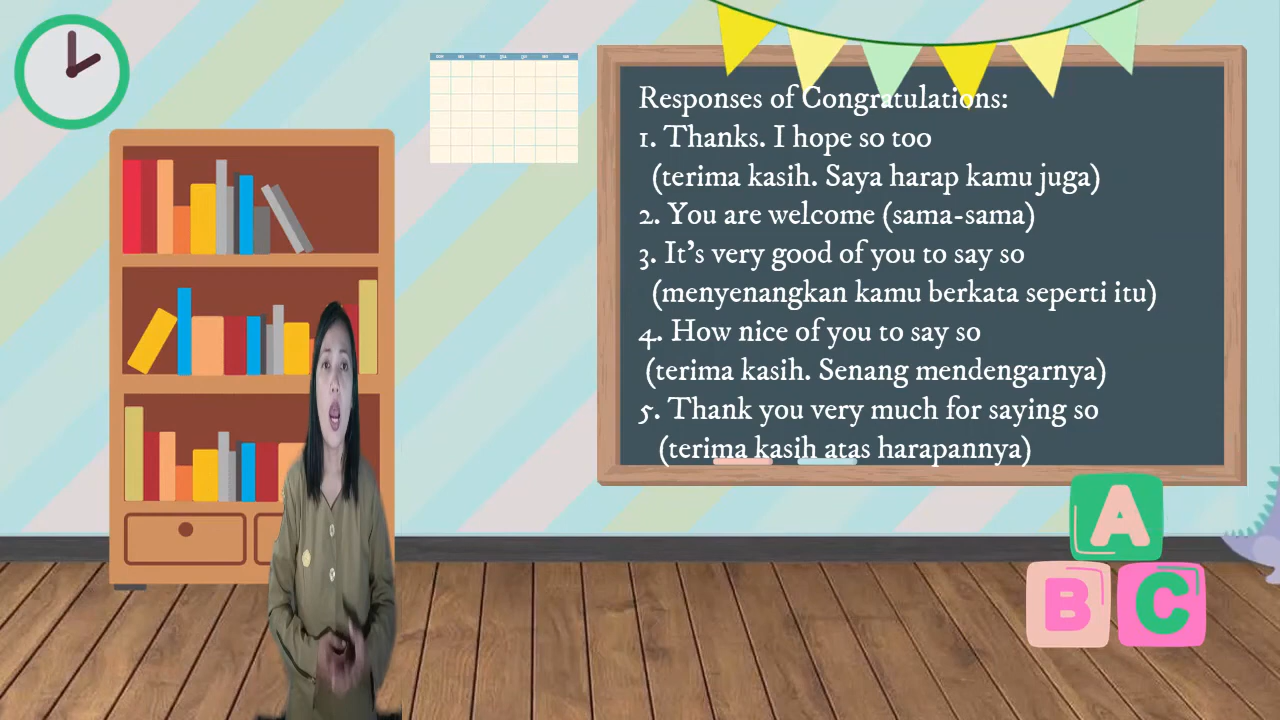 Responses of Congratulations:
1. Thanks. I hope so too
(terima kasih. Saya harap kamu juga)
2. You are welcome (sama-sama)
3. It's very good of you to say so
(menyenangkan kamu berkata seperti itu)
4. How nice of you to say so
(terima kasih. Senang mendengarnya)
5. Thank you very much for saying so
(terima kasih atas harapannya)
A
B C